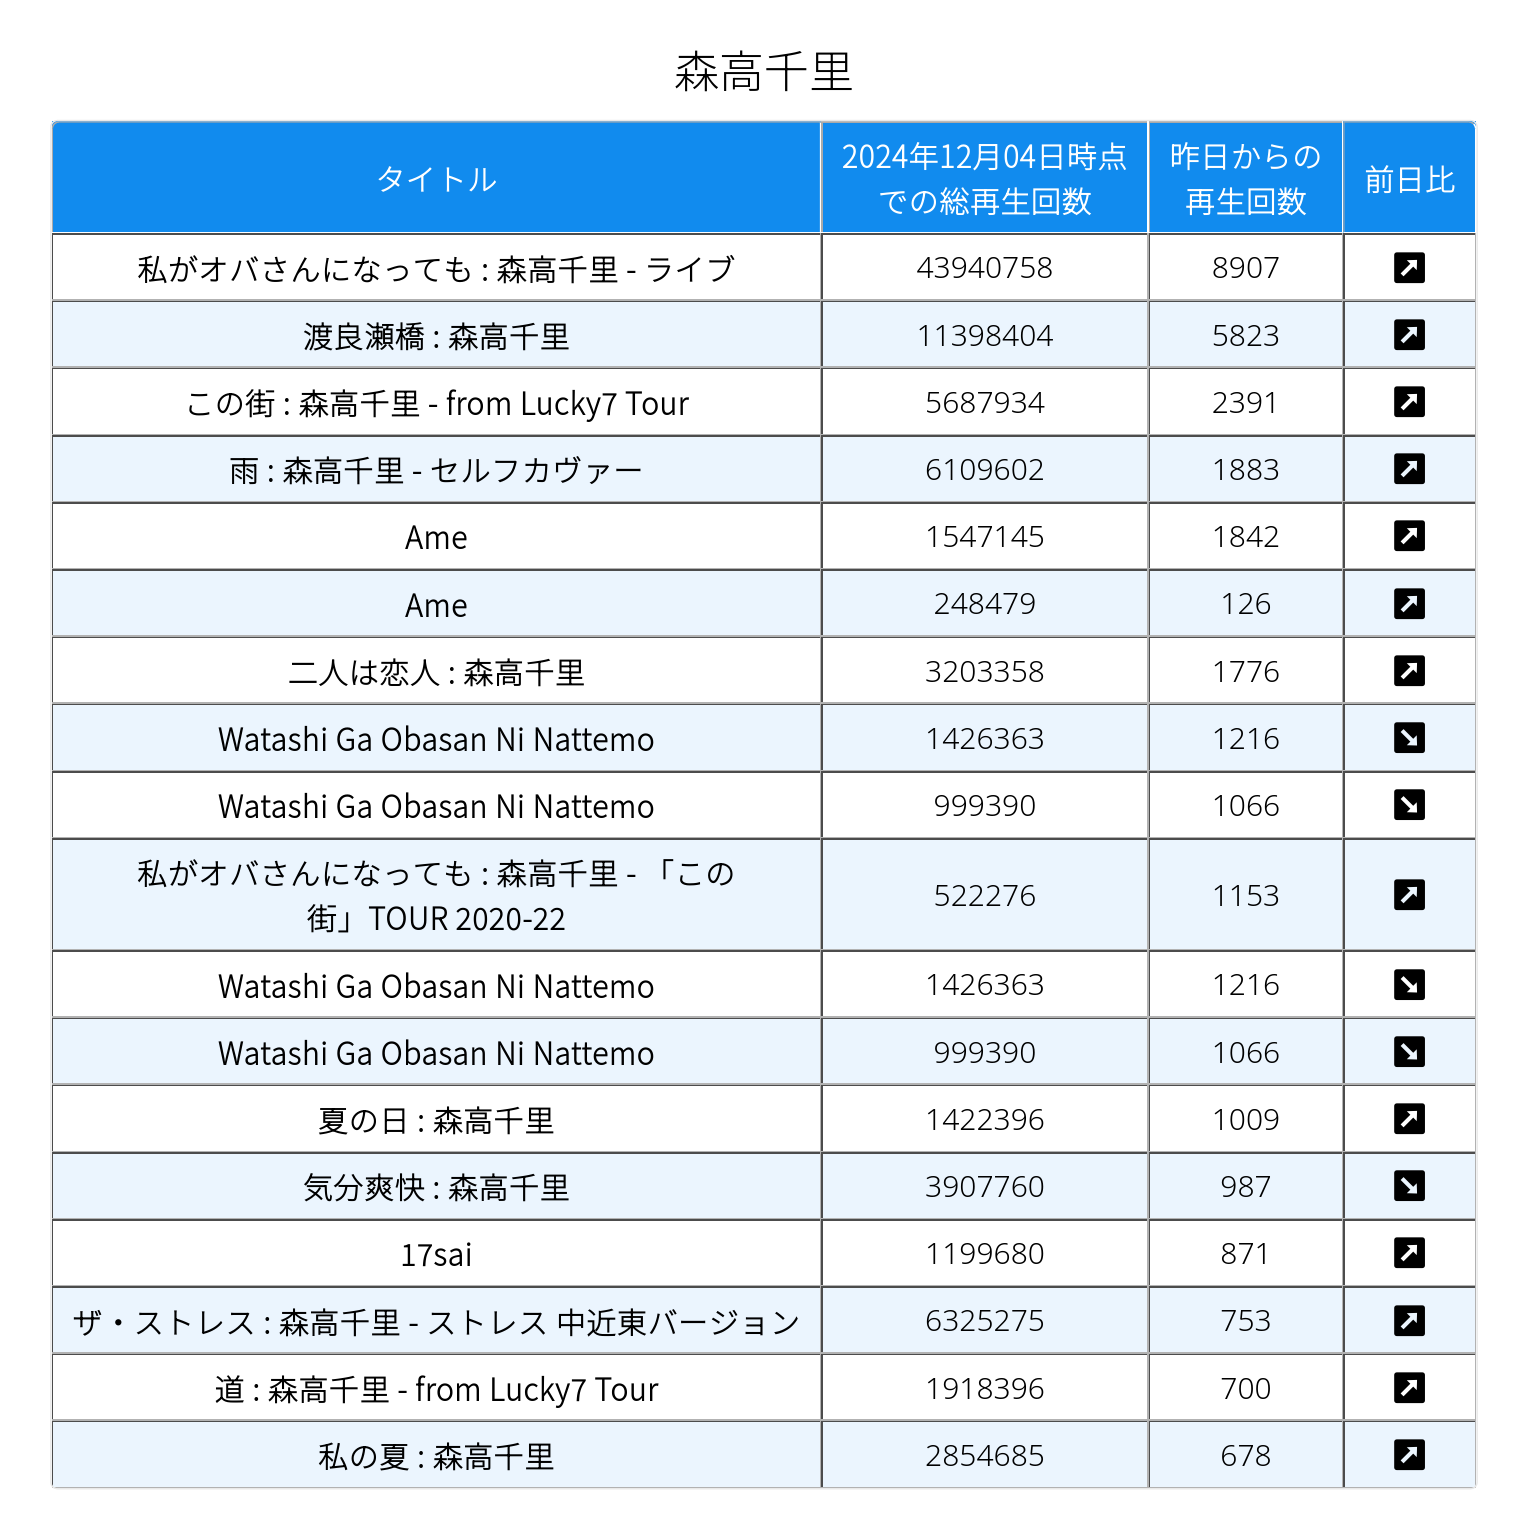 森高千里
タイトル
2024年12月04日時点
での総再生回数
昨日からの
再生回数
前日比
私がオバさんになっても : 森高千里 - ライブ 43940758 8907
渡良瀬橋 : 森高千里 11398404 5823
この街 : 森高千里 - from Lucky7 Tour 5687934 2391
雨 : 森高千里 - セルフカヴァー 6109602 1883
Ame 1547145 1842
Ame 248479 126
二人は恋人 : 森高千里 3203358 1776
Watashi Ga Obasan Ni Nattemo 1426363 1216
Watashi Ga Obasan Ni Nattemo 999390 1066
私がオバさんになっても : 森高千里 - 「この
街」TOUR 2020-22
522276 1153
Watashi Ga Obasan Ni Nattemo 1426363 1216
Watashi Ga Obasan Ni Nattemo 999390 1066
夏の日 : 森高千里 1422396 1009
気分爽快 : 森高千里 3907760 987
17sai 1199680 871
ザ・ストレス : 森高千里 - ストレス 中近東バージョン 6325275 753
道 : 森高千里 - from Lucky7 Tour 1918396 700
私の夏 : 森高千里 2854685 678